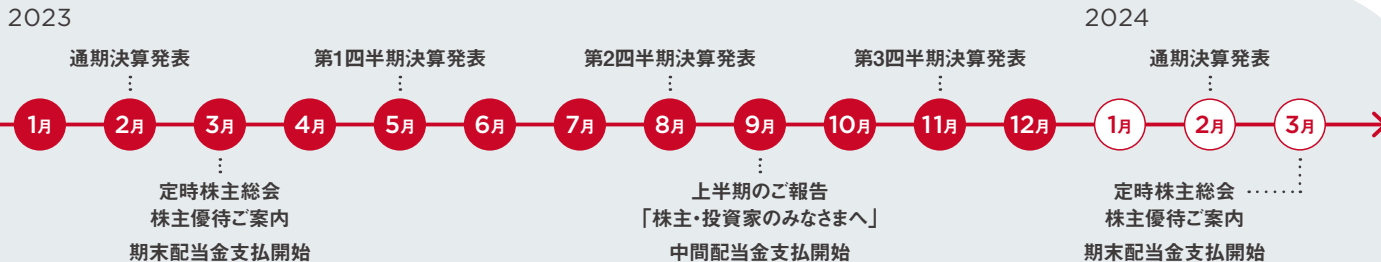 2023
2024
通期決算発表
第1四半期決算発表
第2四半期決算発表
第3四半期決算発表
通期決算発表
1月
2月
3月
4月
5月
6月
7月
8月
9月
10月
11月
12月
1月
2月
3月
定時株主総会
株主優待ご案内
期末配当金支払開始
上半期のご報告
「株主・投資家のみなさまへ」
中間配当金支払開始
定時株主総会
株主優待ご案内
期末配当金支払開始